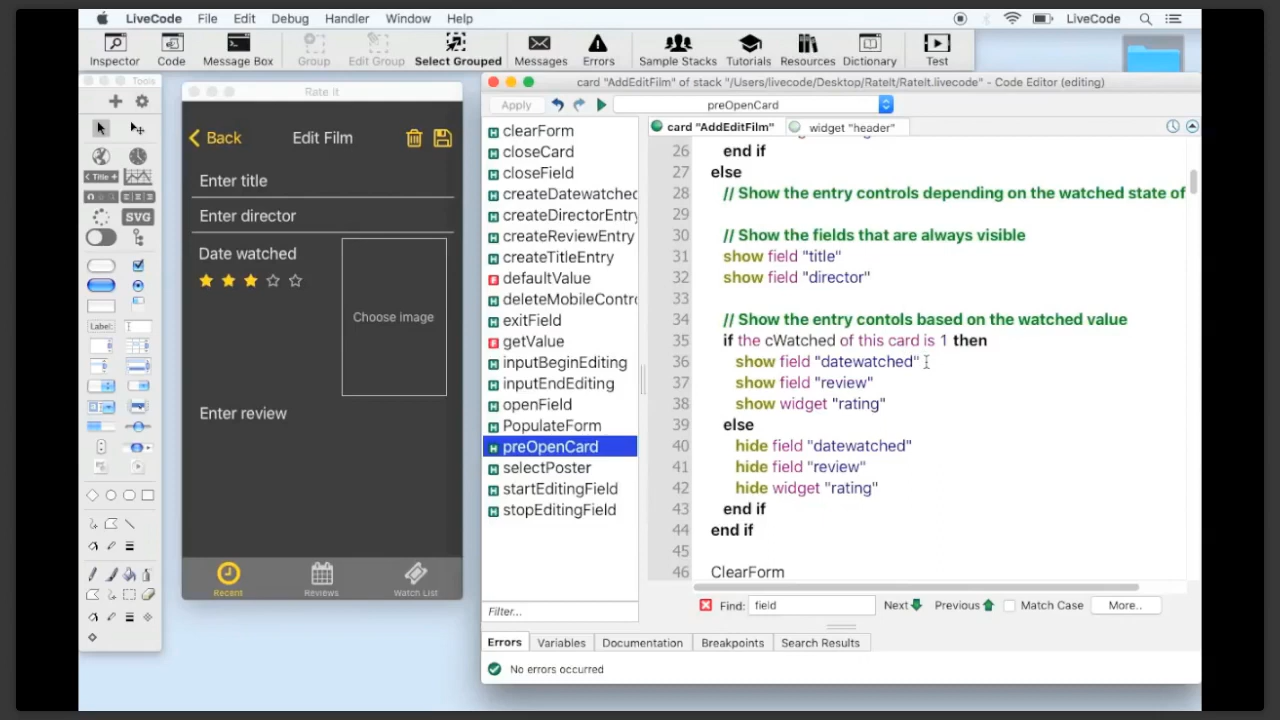 LiveCode File Edit Debug Handler Window Help LiveCode
Inspector Code Message Box Group Edit Group Select Grouped Messages Errors Sample Stacks Tutorials Resources Dictionary Test
Tools
Rate it
card "AddEditFilm" of stack "/Users/livecode/Desktop/RateIt/RateIt.livecode" - Code Editor (editing)
Apply
preOpenCard
card "AddEditFilm"
widget "header"
Back
Edit Film
Enter title
Enter director
Date watched
Choose image
Enter review
Recent
Reviews
Watch List
Title +
SVG
Label:
clearForm
closeCard
closeField
createDatewatched
createDirectorEntry
createReviewEntry
createTitleEntry
defaultValue
deleteMobileContro
exitField
getValue
inputBeginEditing
inputEndEditing
openField
PopulateForm
preOpenCard
selectPoster
startEditingField
stopEditingField
Filter...
26 end if
27 else
28 // Show the entry controls depending on the watched state of
29
30 // Show the fields that are always visible
31 show field "title"
32 show field "director"
33
34 // Show the entry contols based on the watched value
35 if the cWatched of this card is 1 then
36 show field "datewatched"
37 show field "review"
38 show widget "rating"
39 else
40 hide field "datewatched"
41 hide field "review"
42 hide widget "rating"
43 end if
44 end if
45
46 ClearForm
Find: field Next Previous Match Case More..
Errors Variables Documentation Breakpoints Search Results
No errors occurred